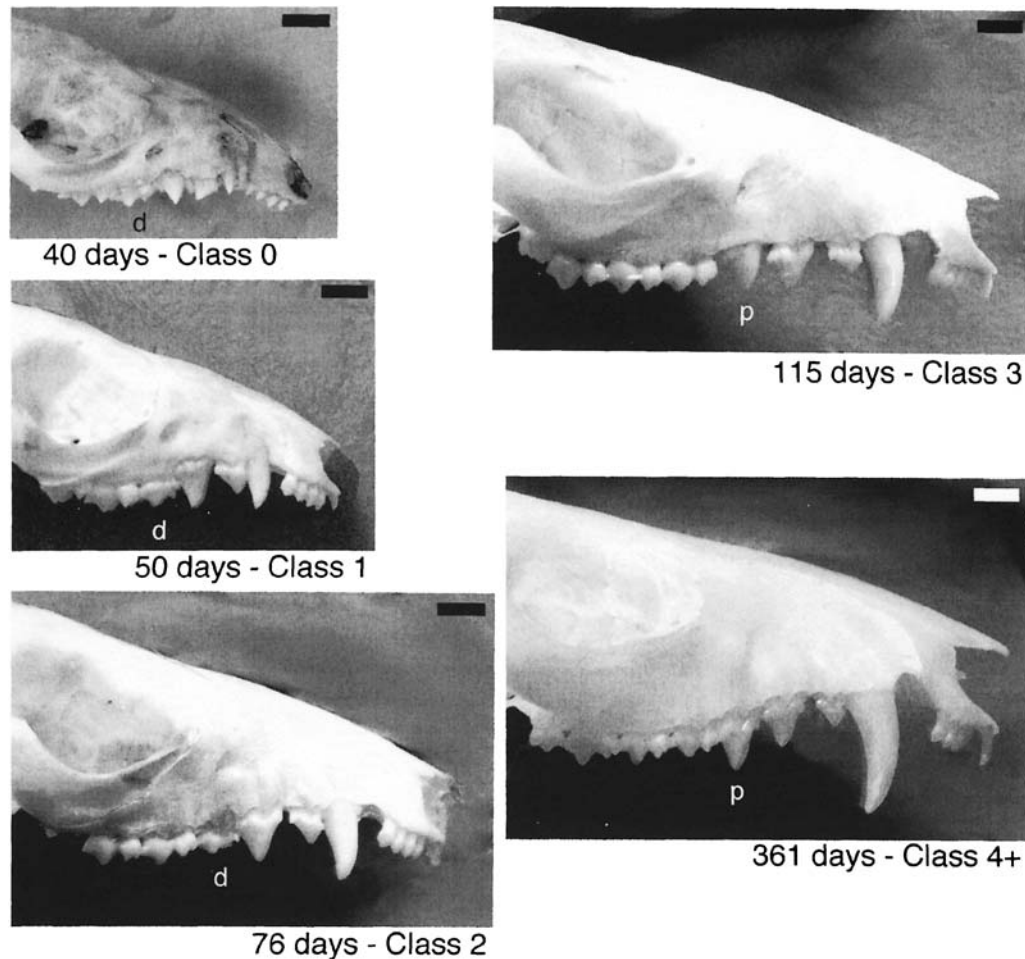 d
40 days - Class 0
d
50 days - Class 1
d
76 days - Class 2
p
115 days - Class 3
p
361 days - Class 4+